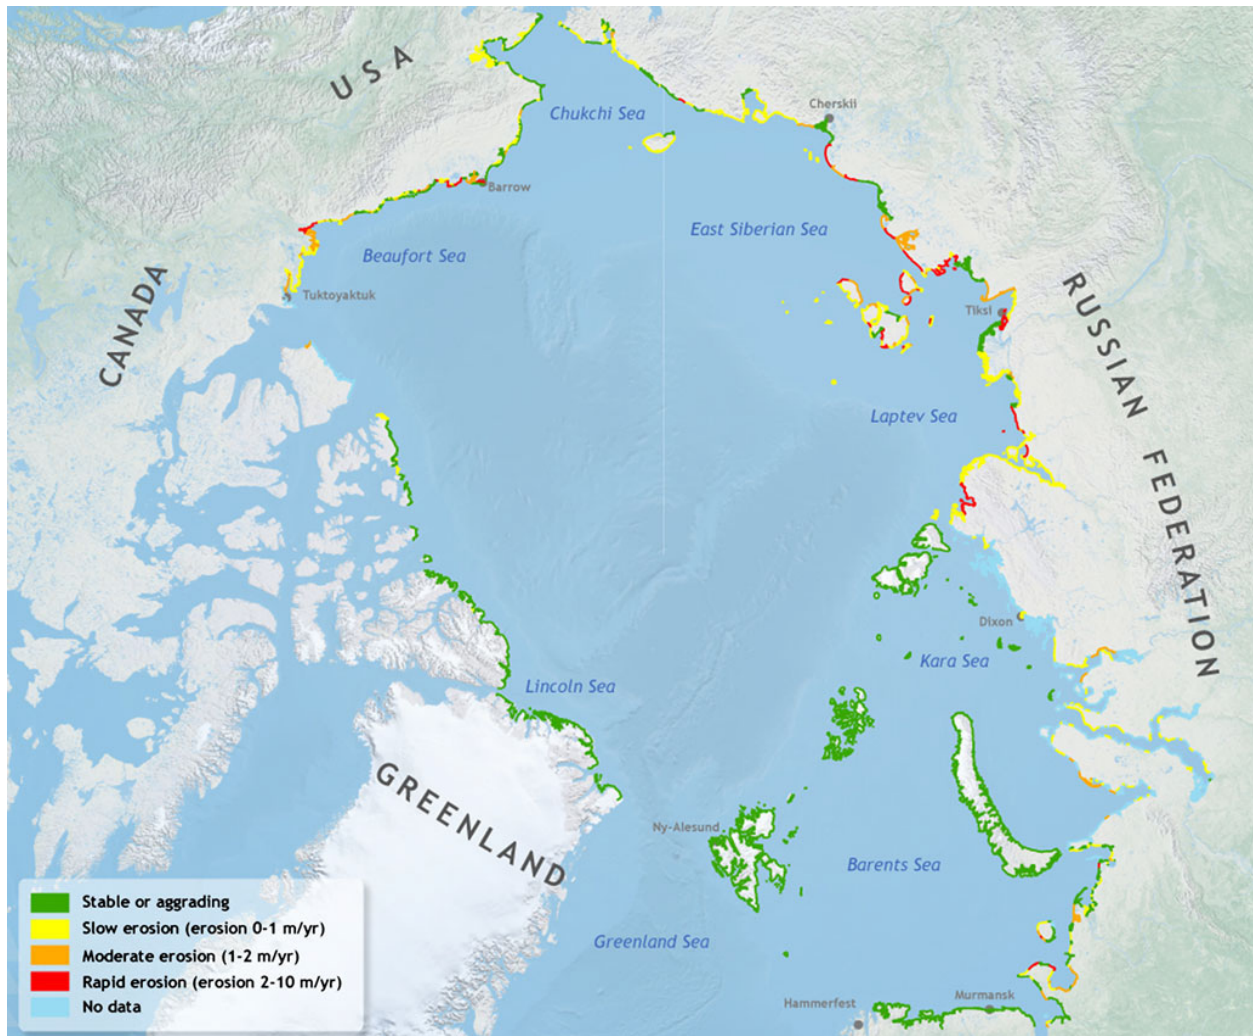 USA
Chukchi Sea
Cherskii
Barrow
East Siberian Sea
Beaufort Sea
Tuktoyaktuk
CANADA
Tiksi
RUSSIAN FEDERATION
Laptev Sea
Dixon
Kara Sea
Lincoln Sea
GREENLAND
Ny-Alesund
Barents Sea
Greenland Sea
Hammerfest
Murmansk
Stable or aggrading
Slow erosion (erosion 0-1 m/yr)
Moderate erosion (1-2 m/yr)
Rapid erosion (erosion 2-10 m/yr)
No data